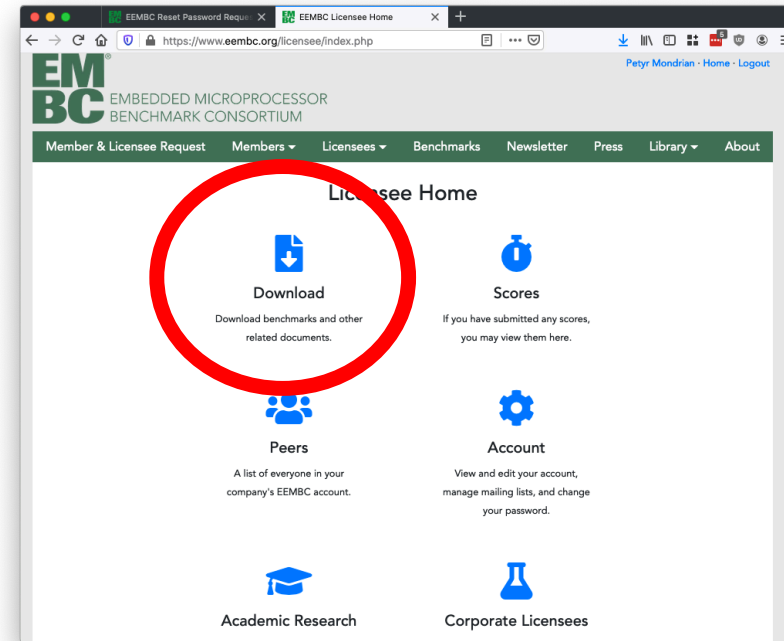 EEMBC Reset Password Reque
EEMBC Licensee Home
https://www.eembc.org/licensee/index.php
5
Petyr Mondrian · Home · Logout
EM
BC
®
EMBEDDED MICROPROCESSOR
BENCHMARK CONSORTIUM
Member & Licensee Request Members Licensees Benchmarks Newsletter Press Library About
Licensee Home
Download
Download benchmarks and other
related documents.
Scores
If you have submitted any scores,
you may view them here.
Peers
A list of everyone in your
company's EEMBC account.
Account
View and edit your account,
manage mailing lists, and change
your password.
Academic Research
Corporate Licensees